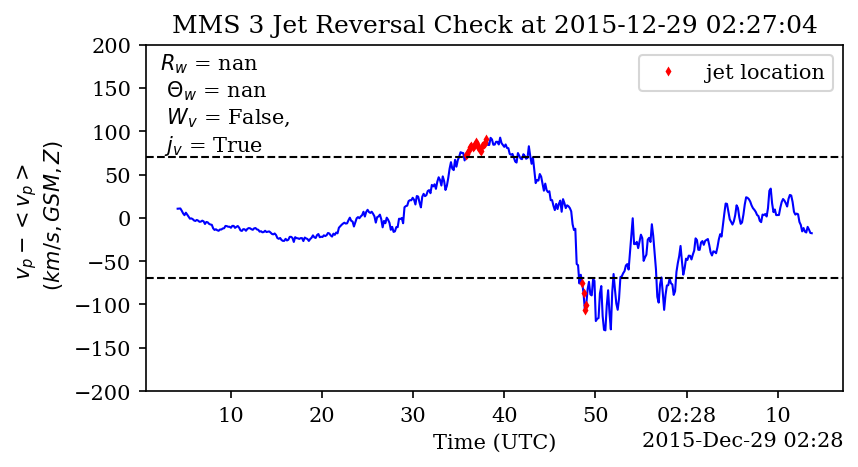 MMS 3 Jet Reversal Check at 2015-12-29 02:27:04
200
150
100
50
0
−50
−100
−150
−200
v_p − < v_p >
(km/s, GSM, Z)
R_w = nan
Θ_w = nan
W_v = False,
j_v = True
jet location
10
20
30
40
50
02:28
10
Time (UTC)
2015-Dec-29 02:28